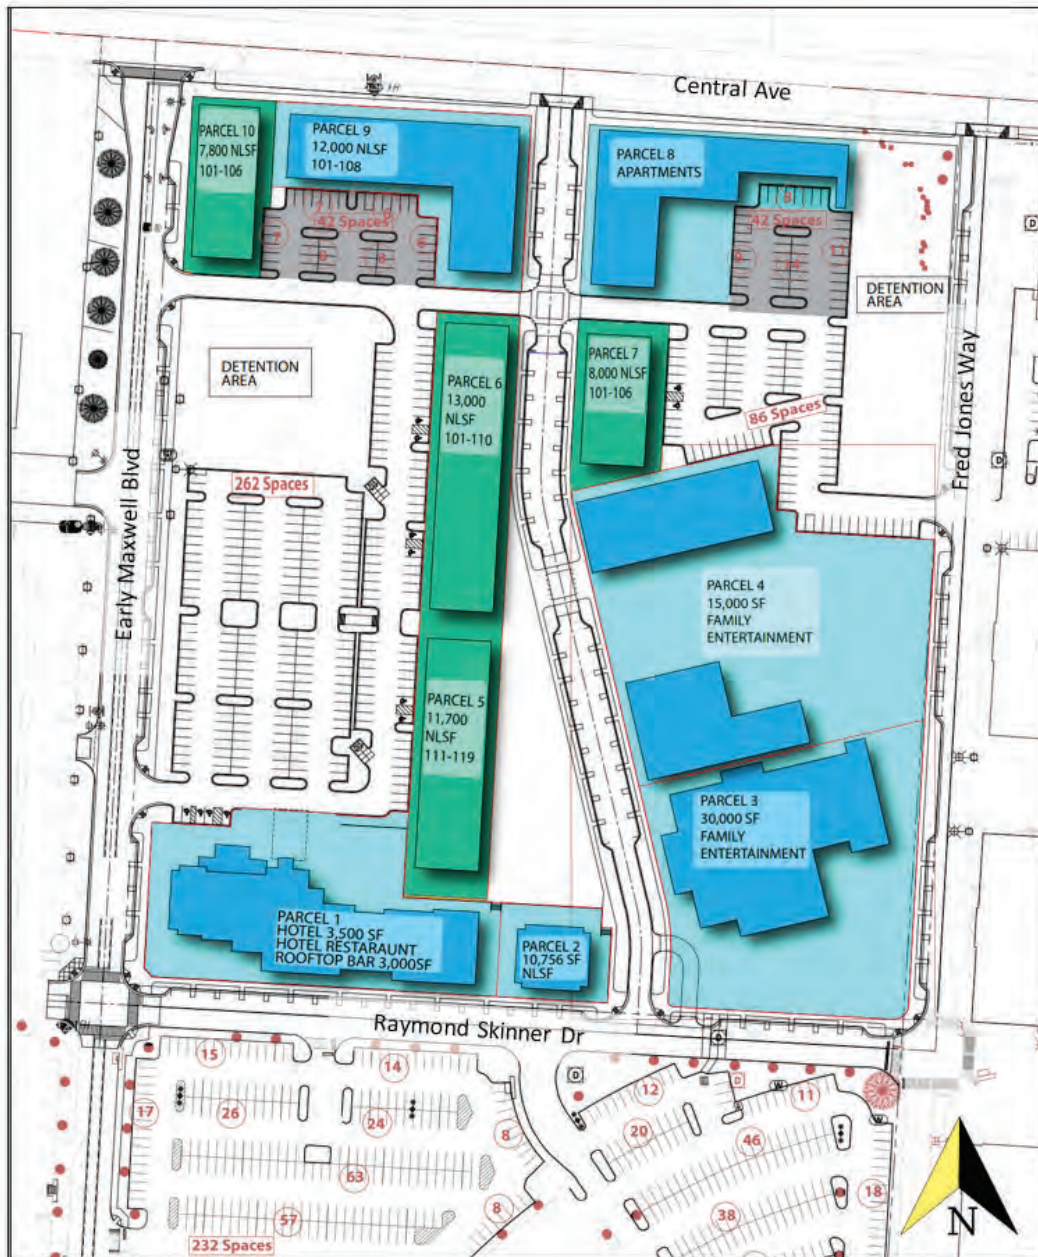 Central Ave
PARCEL 10
7,800 NLSF
101-106
PARCEL 9
12,000 NLSF
101-108
PARCEL 8
APARTMENTS
42 Spaces
42 Spaces
8
11
DETENTION
AREA
DETENTION
AREA
PARCEL 6
13,000
NLSF
101-110
PARCEL 7
8,000 NLSF
101-106
86 Spaces
262 Spaces
Early Maxwell Blvd
Fred Jones Way
PARCEL 4
15,000 SF
FAMILY
ENTERTAINMENT
PARCEL 5
11,700
NLSF
111-119
PARCEL 3
30,000 SF
FAMILY
ENTERTAINMENT
PARCEL 1
HOTEL 3,500 SF
HOTEL RESTARAUNT
ROOFTOP BAR 3,000SF
PARCEL 2
10,756 SF
NLSF
Raymond Skinner Dr
15
14
12
11
17
26
24
8
20
46
63
18
57
8
38
232 Spaces
D
D
D
D
W
W
N